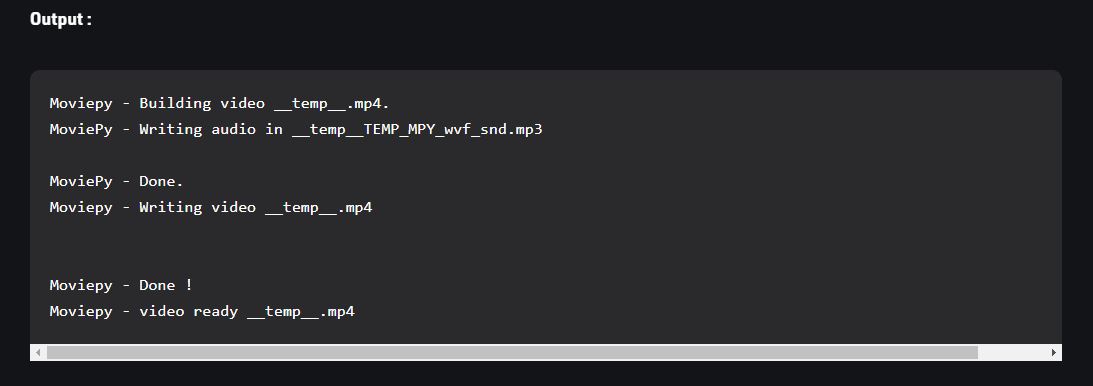 Output :
Moviepy - Building video __temp__.mp4.
MoviePy - Writing audio in __temp__TEMP_MPY_wvf_snd.mp3
MoviePy - Done.
Moviepy - Writing video __temp__.mp4
Moviepy - Done !
Moviepy - video ready __temp__.mp4